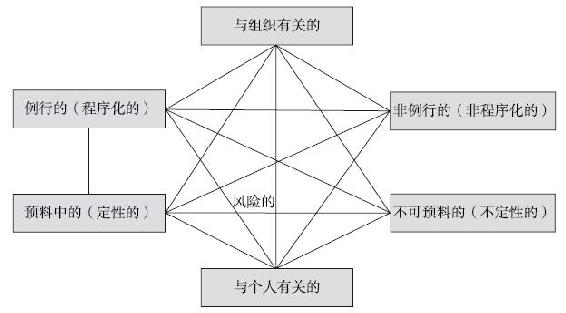 与组织有关的
例行的（程序化的）
非例行的（非程序化的）
预料中的（定性的）
风险的
不可预料的（不定性的）
与个人有关的